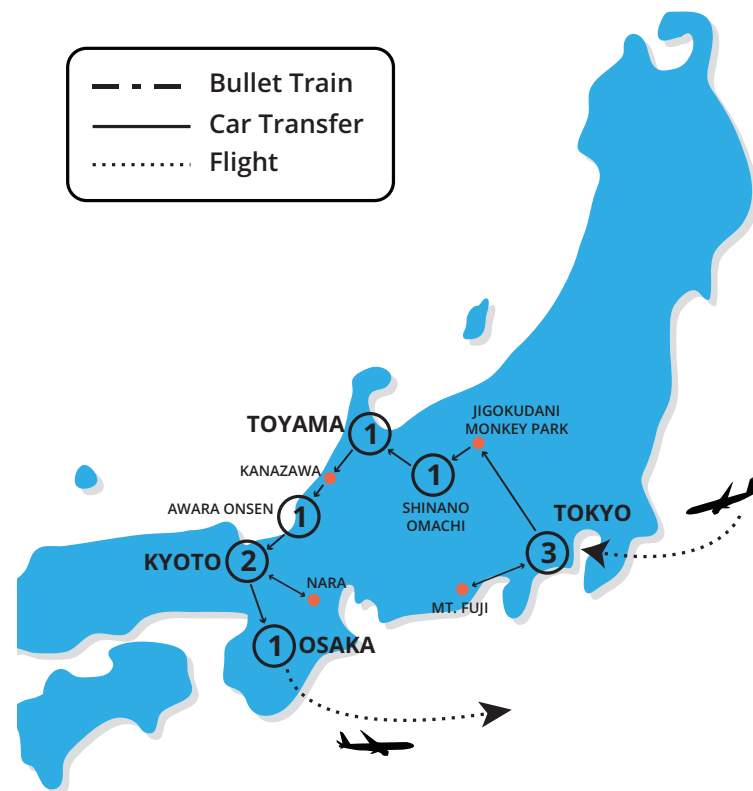 Bullet Train
Car Transfer
Flight
JIGOKUDANI
MONKEY PARK
TOYAMA
1
KANAZAWA
1
SHINANO
OMACHI
AWARA ONSEN
1
TOKYO
3
KYOTO
2
NARA
MT. FUJI
1
OSAKA